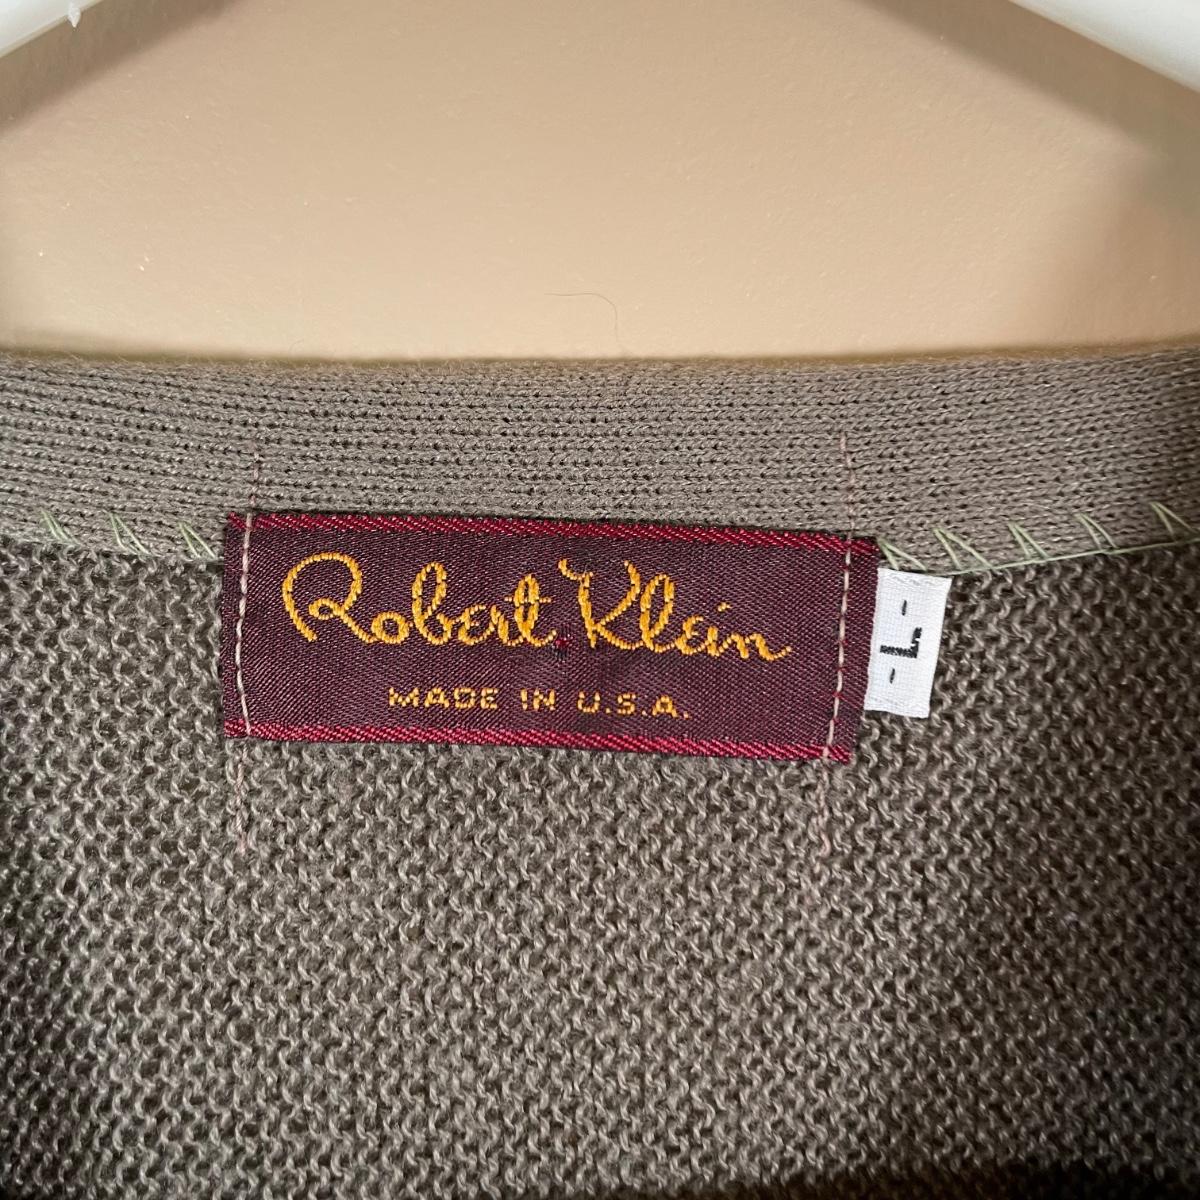 Robert Klein
MADE IN U.S.A.
- L -